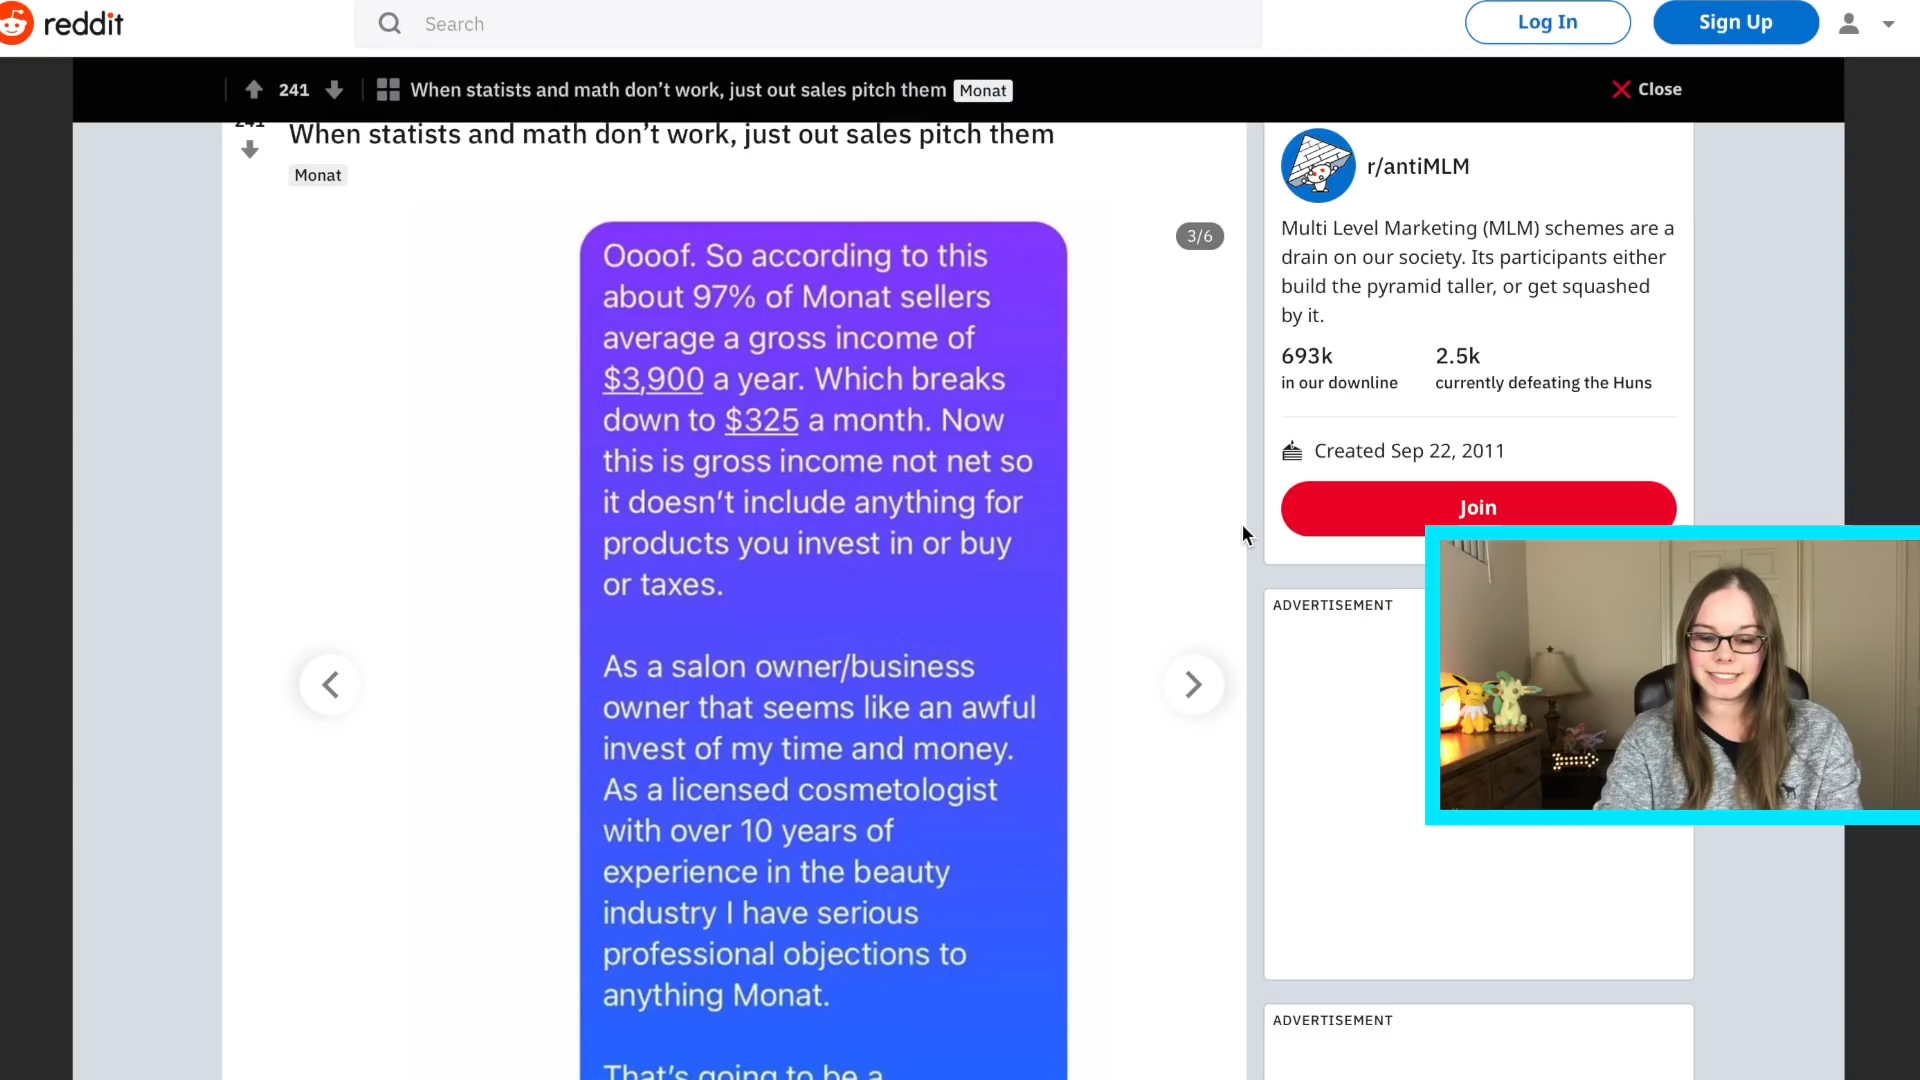 reddit
Search
Log In
Sign Up
241
When statists and math don't work, just out sales pitch them Monat
Close
When statists and math don't work, just out sales pitch them
Monat
3/6
Oooof. So according to this
about 97% of Monat sellers
average a gross income of
$3,900 a year. Which breaks
down to $325 a month. Now
this is gross income not net so
it doesn't include anything for
products you invest in or buy
or taxes.
As a salon owner/business
owner that seems like an awful
invest of my time and money.
As a licensed cosmetologist
with over 10 years of
experience in the beauty
industry I have serious
professional objections to
anything Monat.
That's going to be a
r/antiMLM
Multi Level Marketing (MLM) schemes are a
drain on our society. Its participants either
build the pyramid taller, or get squashed
by it.
693k 2.5k
in our downline currently defeating the Huns
Created Sep 22, 2011
Join
ADVERTISEMENT
ADVERTISEMENT